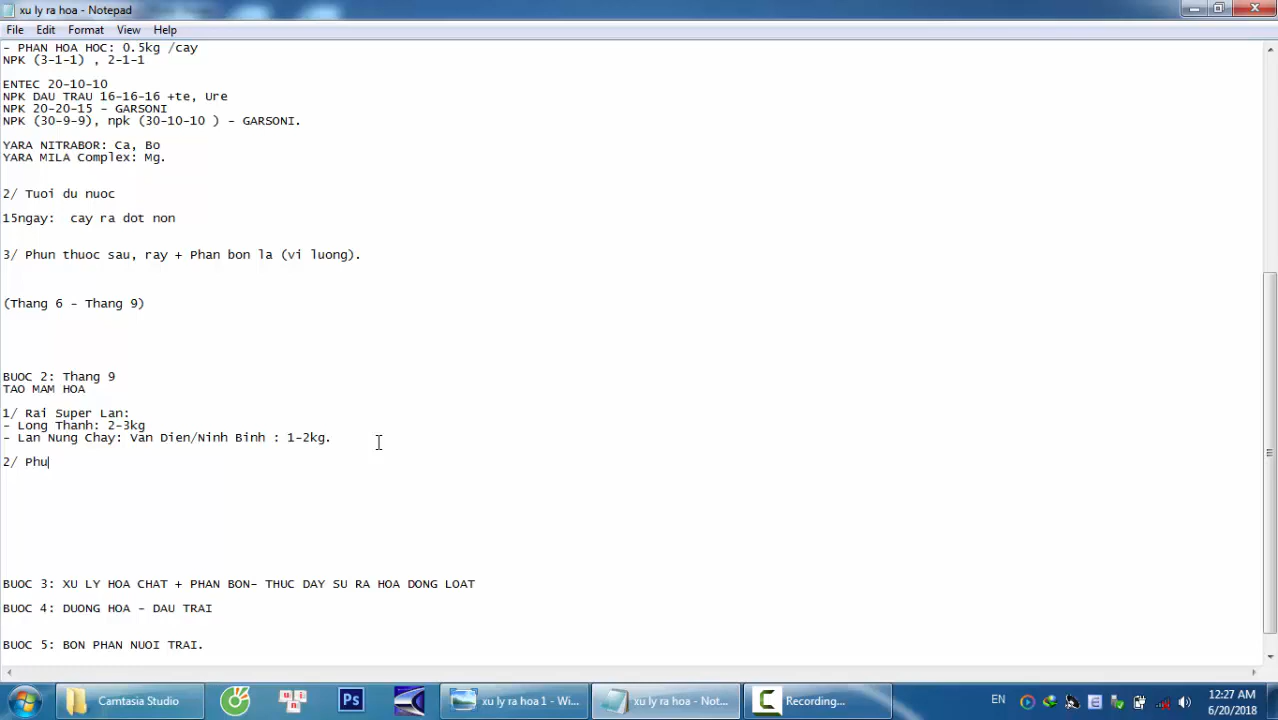 xu ly ra hoa - Notepad
File Edit Format View Help
- PHAN HOA HOC: 0.5kg /cay
NPK (3-1-1) , 2-1-1
ENTEC 20-10-10
NPK DAU TRAU 16-16-16 +te, Ure
NPK 20-20-15 - GARSONI
NPK (30-9-9), npk (30-10-10 ) - GARSONI.
YARA NITRABOR: Ca, Bo
YARA MILA Complex: Mg.
2/ Tuoi du nuoc
15ngay: cay ra dot non
3/ Phun thuoc sau, ray + Phan bon la (vi luong).
(Thang 6 - Thang 9)
BUOC 2: Thang 9
TAO MAM HOA
1/ Rai Super Lan:
- Long Thanh: 2-3kg
- Lan Nung Chay: Van Dien/Ninh Binh : 1-2kg.
2/ Phu
BUOC 3: XU LY HOA CHAT + PHAN BON- THUC DAY SU RA HOA DONG LOAT
BUOC 4: DUONG HOA - DAU TRAI
BUOC 5: BON PHAN NUOI TRAI.
Camtasia Studio
Ps
xu ly ra hoa 1 - Wi...
xu ly ra hoa - Not...
Recording...
EN
12:27 AM
6/20/2018